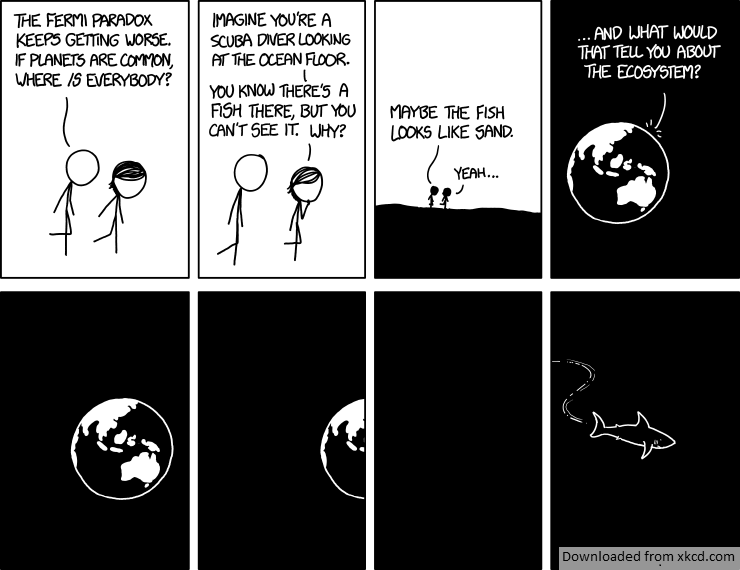 THE FERMI PARADOX
KEEPS GETTING WORSE.
IF PLANETS ARE COMMON,
WHERE IS EVERYBODY?
IMAGINE YOU'RE A
SCUBA DIVER LOOKING
AT THE OCEAN FLOOR.
YOU KNOW THERE'S A
FISH THERE, BUT YOU
CAN'T SEE IT. WHY?
MAYBE THE FISH
LOOKS LIKE SAND.
YEAH...
...AND WHAT WOULD
THAT TELL YOU ABOUT
THE ECOSYSTEM?
Downloaded from xkcd.com